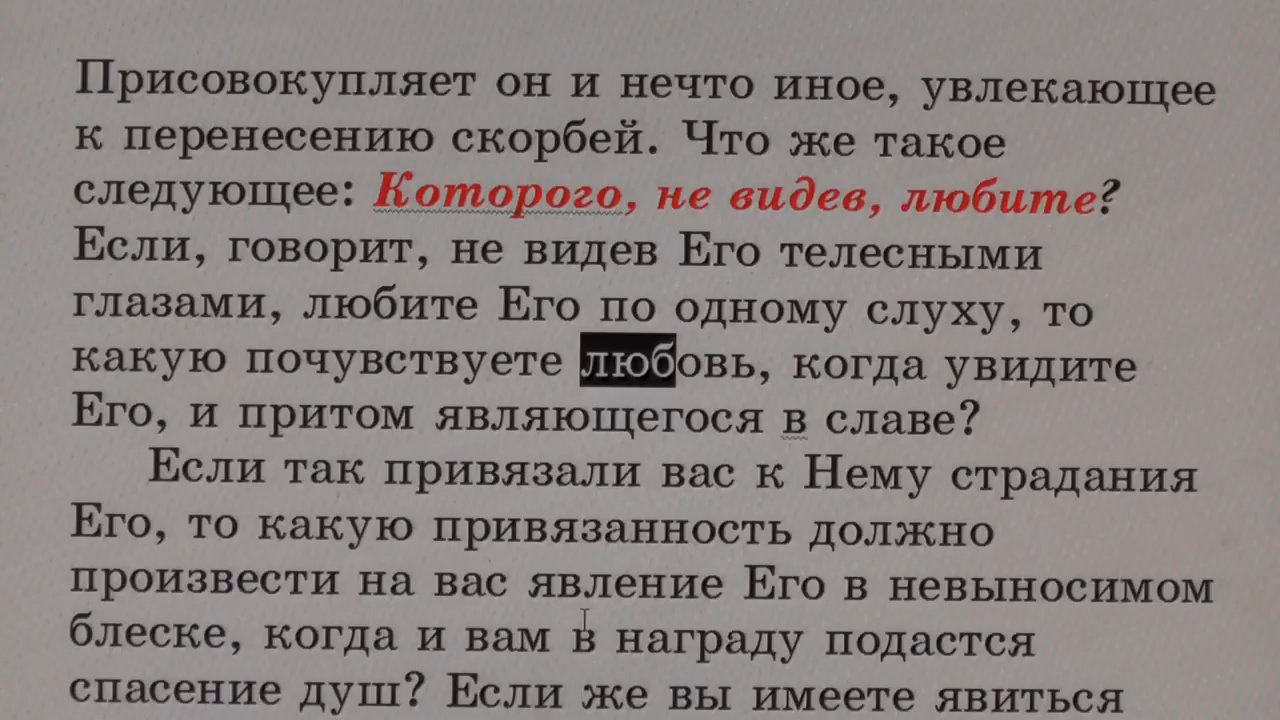 Присовокупляет он и нечто иное, увлекающее
к перенесению скорбей. Что же такое
следующее: Которого, не видев, любите?
Если, говорит, не видев Его телесными
глазами, любите Его по одному слуху, то
какую почувствуете любовь, когда увидите
Его, и притом являющегося в славе?
Если так привязали вас к Нему страдания
Его, то какую привязанность должно
произвести на вас явление Его в невыносимом
блеске, когда и вам в награду подастся
спасение душ? Если же вы имеете явиться